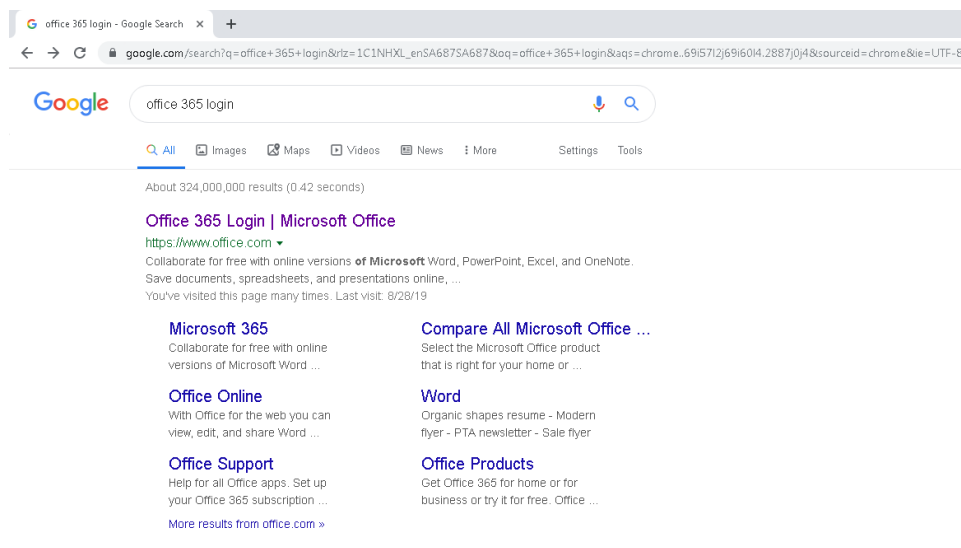 office 365 login - Google Search
google.com/search?q=office+365+login&rlz=1C1NHXL_enSA687SA687&oq=office+365+login&aqs=chrome..69i57l2j69i60l4.2887j0j4&sourceid=chrome&ie=UTF-8
Google
office 365 login
All Images Maps Videos News More Settings Tools
About 324,000,000 results (0.42 seconds)
Office 365 Login | Microsoft Office
https://www.office.com
Collaborate for free with online versions of Microsoft Word, PowerPoint, Excel, and OneNote.
Save documents, spreadsheets, and presentations online, ...
You've visited this page many times. Last visit: 8/28/19
Microsoft 365
Collaborate for free with online
versions of Microsoft Word ...
Compare All Microsoft Office ...
Select the Microsoft Office product
that is right for your home or ...
Office Online
With Office for the web you can
view, edit, and share Word ...
Word
Organic shapes resume - Modern
flyer - PTA newsletter - Sale flyer
Office Support
Help for all Office apps. Set up
your Office 365 subscription ...
Office Products
Get Office 365 for home or for
business or try it for free. Office ...
More results from office.com »